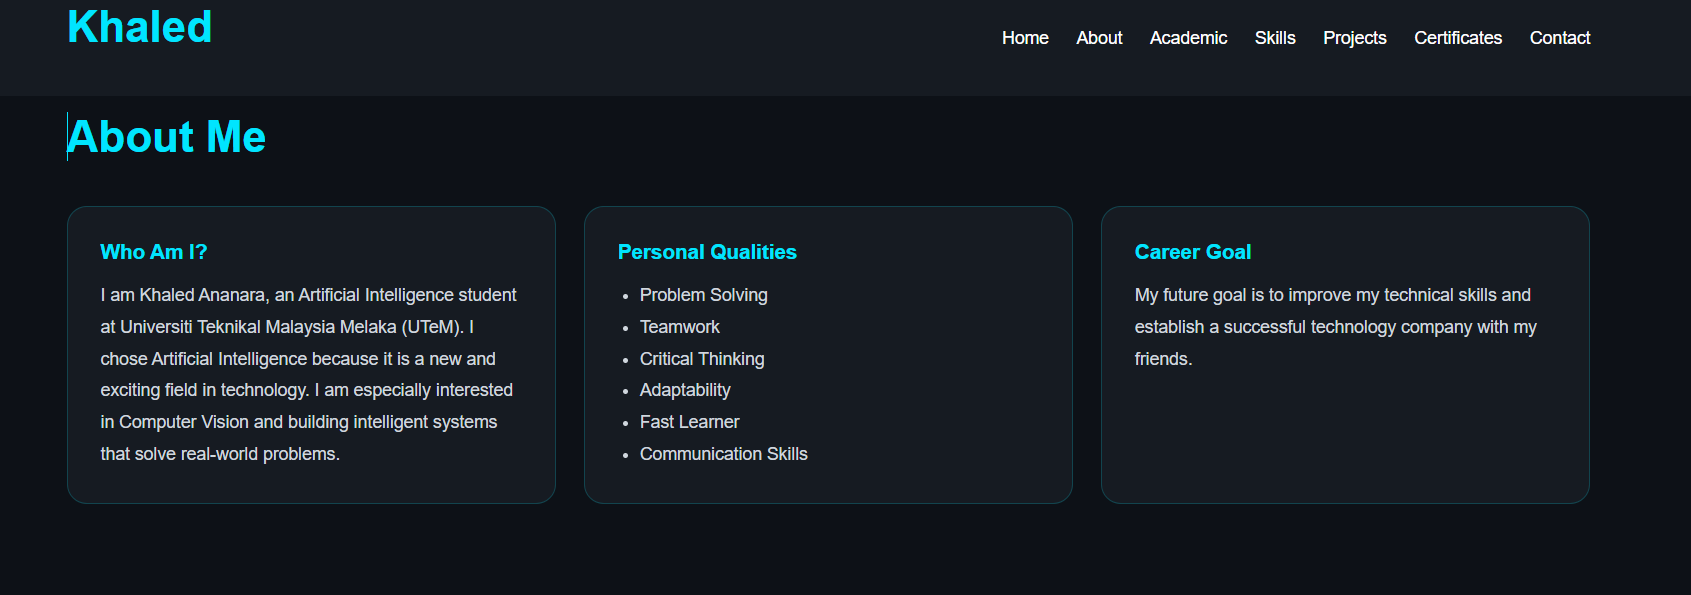 Khaled
Home About Academic Skills Projects Certificates Contact
About Me
Who Am I?
I am Khaled Ananara, an Artificial Intelligence student
at Universiti Teknikal Malaysia Melaka (UTeM). I
chose Artificial Intelligence because it is a new and
exciting field in technology. I am especially interested
in Computer Vision and building intelligent systems
that solve real-world problems.
Personal Qualities
• Problem Solving
• Teamwork
• Critical Thinking
• Adaptability
• Fast Learner
• Communication Skills
Career Goal
My future goal is to improve my technical skills and
establish a successful technology company with my
friends.